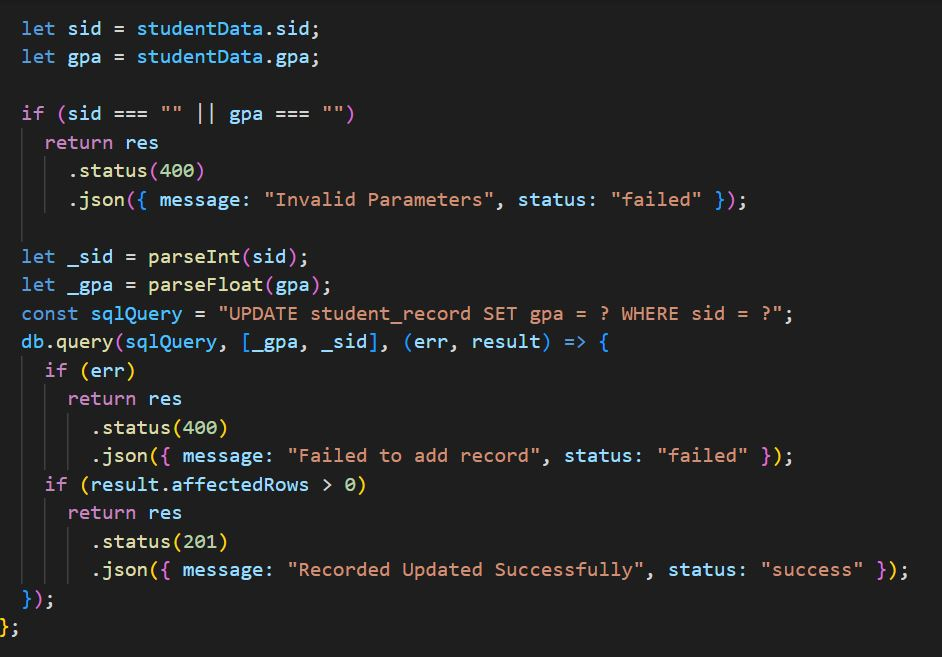 let sid = studentData.sid;
let gpa = studentData.gpa;
if (sid === "" || gpa === "")
return res
.status(400)
.json({ message: "Invalid Parameters", status: "failed" });
let _sid = parseInt(sid);
let _gpa = parseFloat(gpa);
const sqlQuery = "UPDATE student_record SET gpa = ? WHERE sid = ?";
db.query(sqlQuery, [_gpa, _sid], (err, result) => {
if (err)
return res
.status(400)
.json({ message: "Failed to add record", status: "failed" });
if (result.affectedRows > 0)
return res
.status(201)
.json({ message: "Recorded Updated Successfully", status: "success" });
});
};